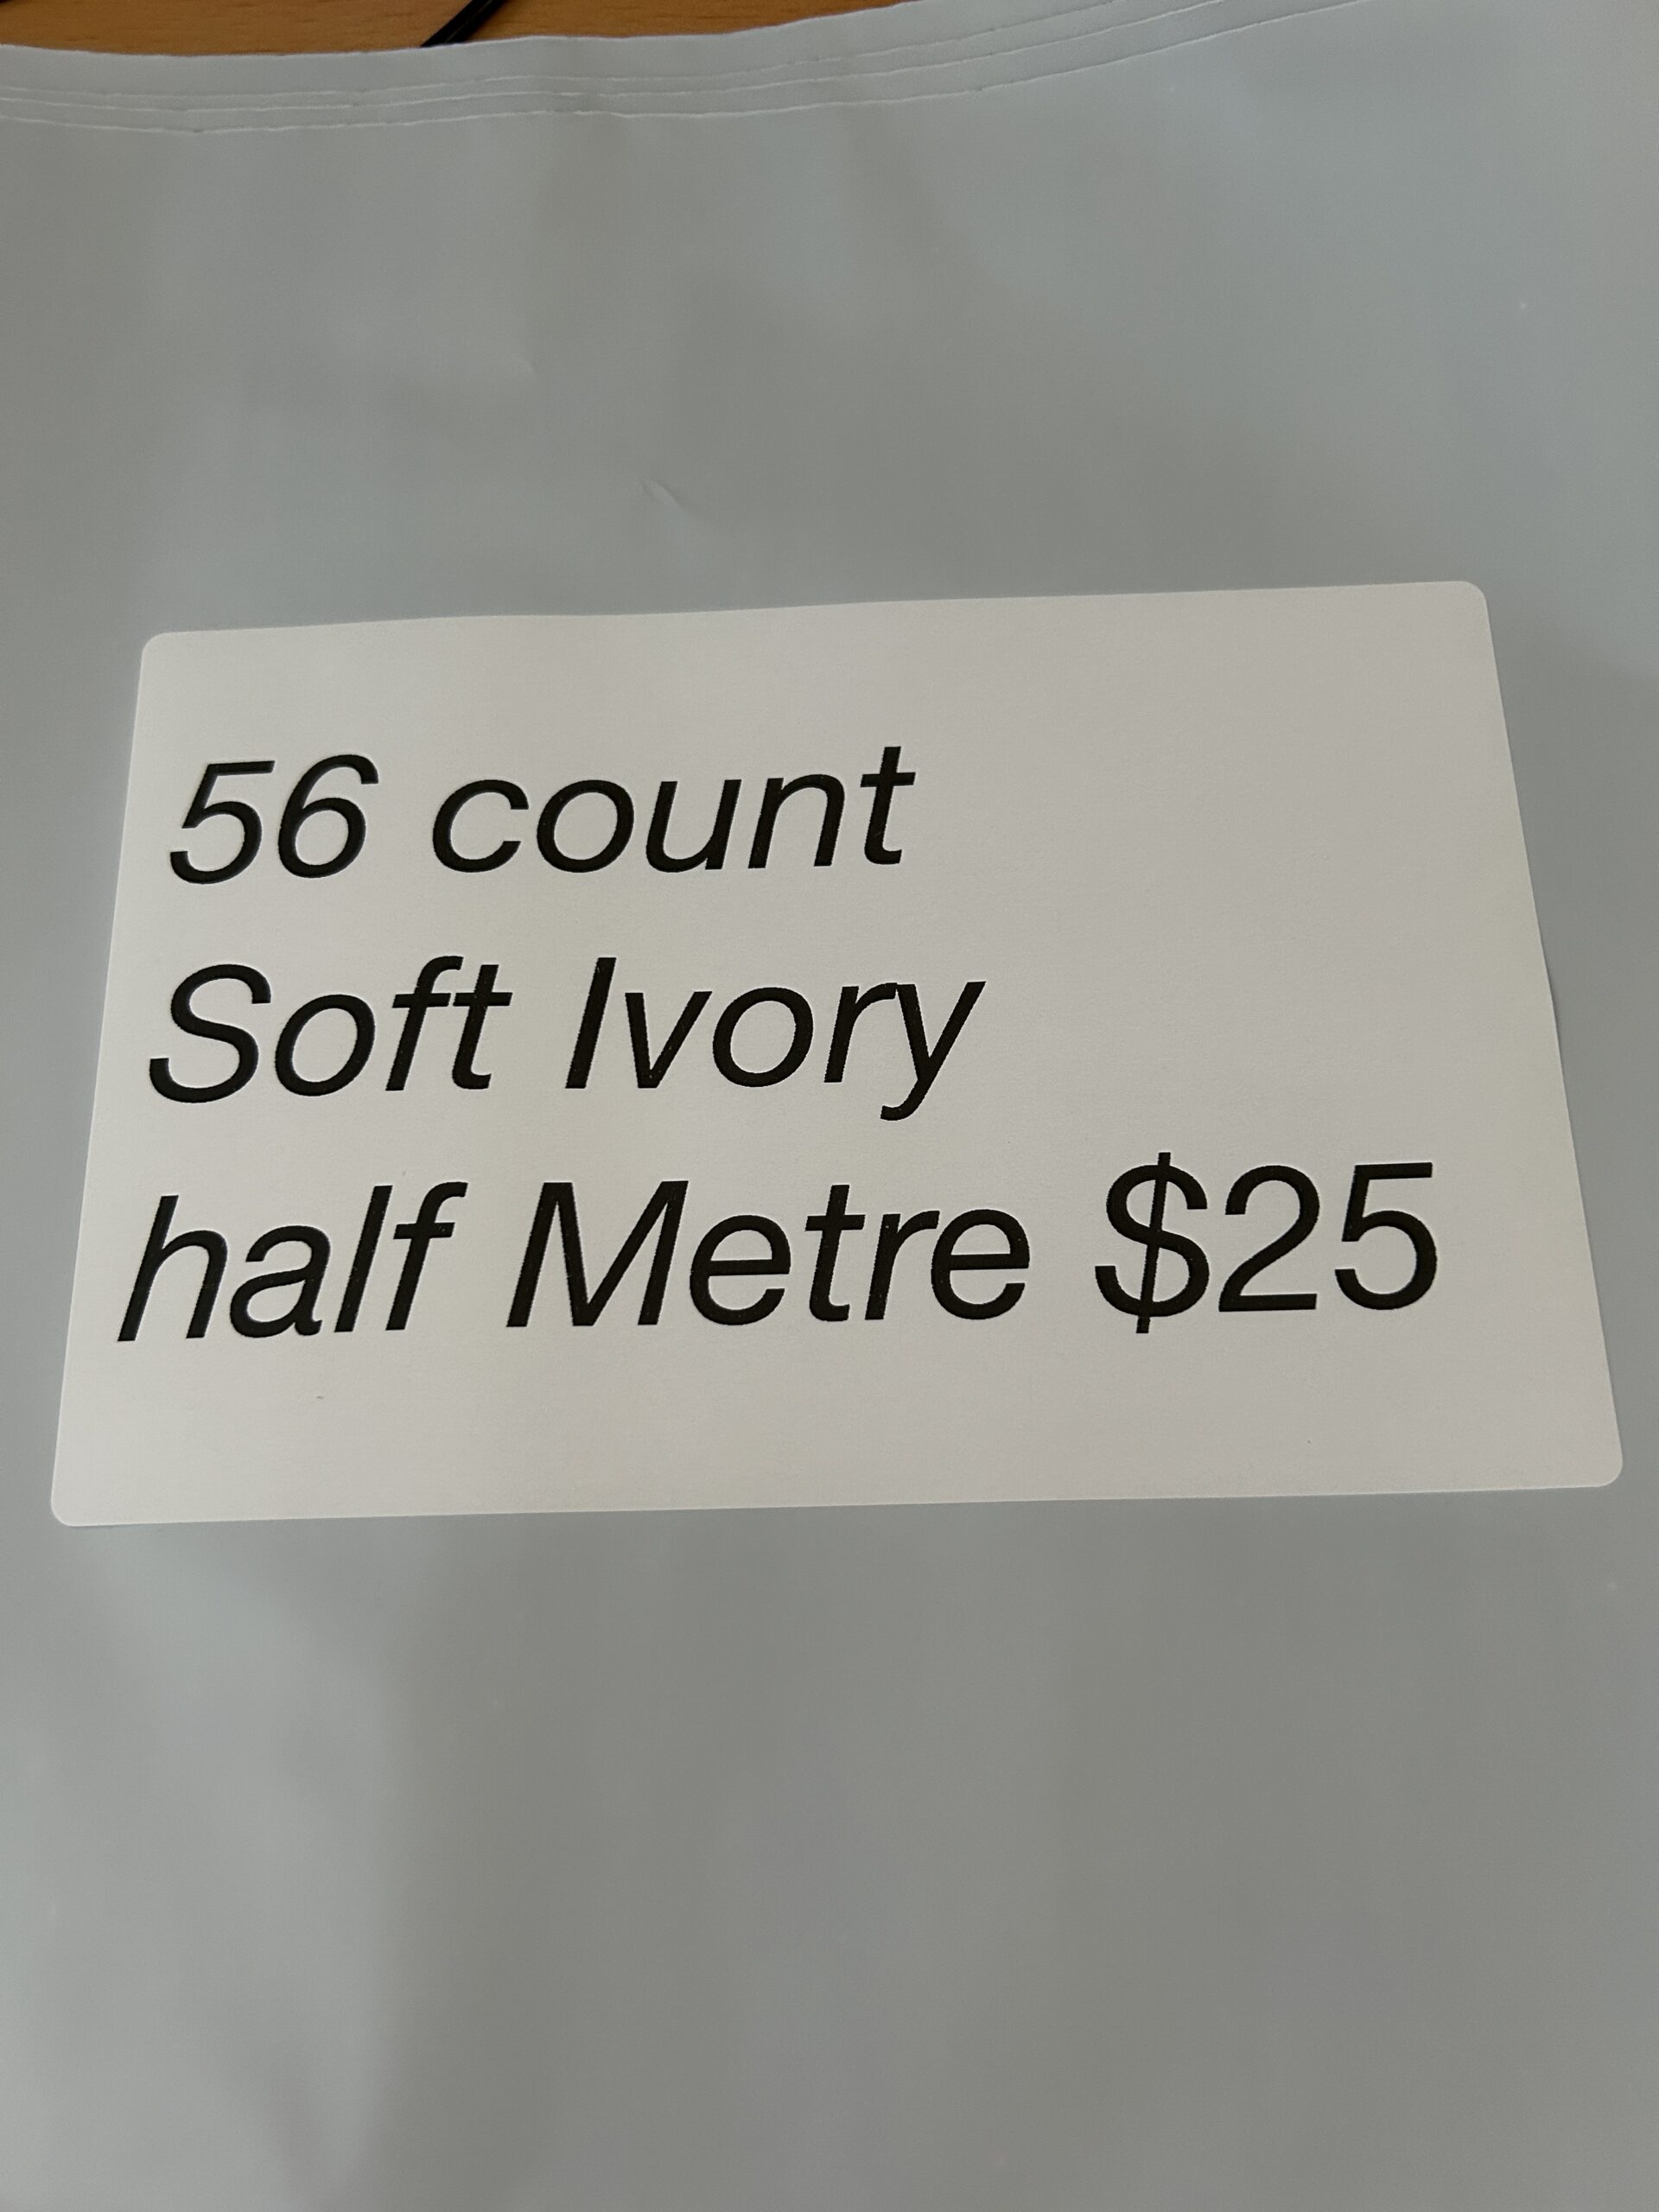 56 count
Soft Ivory
half Metre $25